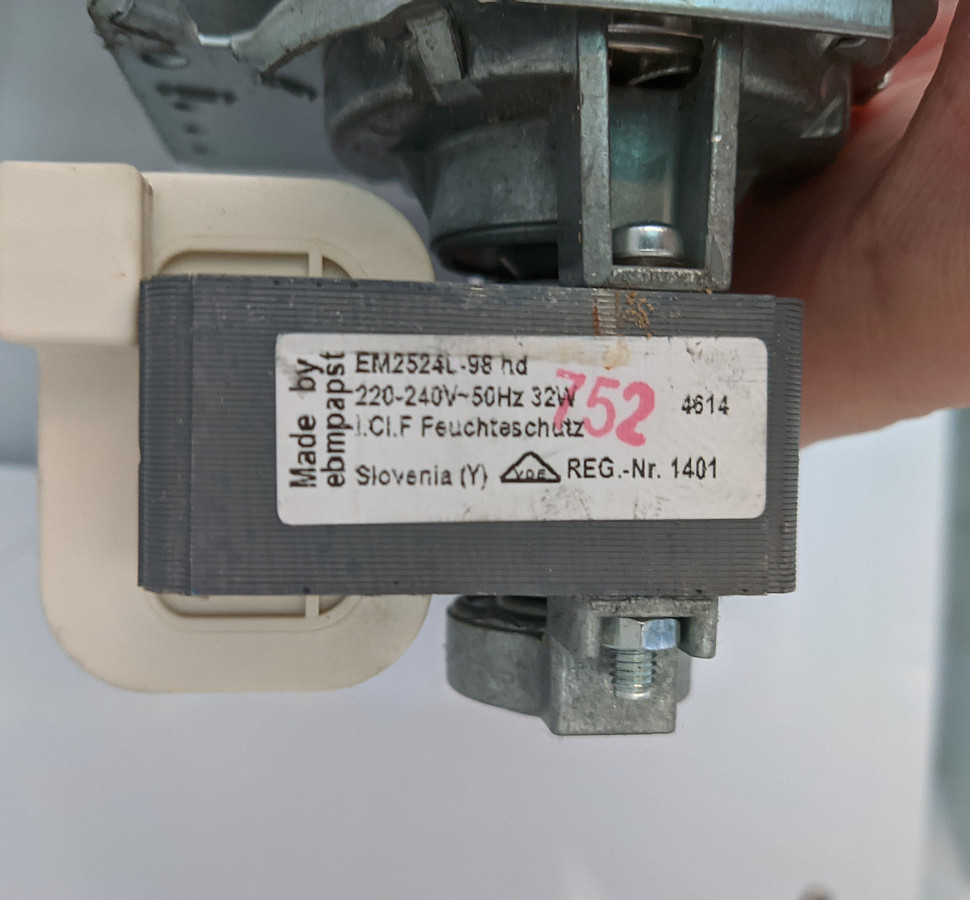 Made by
ebmpapst
EM2524L-98 hd
220-240V~50Hz 32W
I.Cl.F Feuchteschutz
752
4614
Slovenia (Y)
VDE
REG.-Nr. 1401